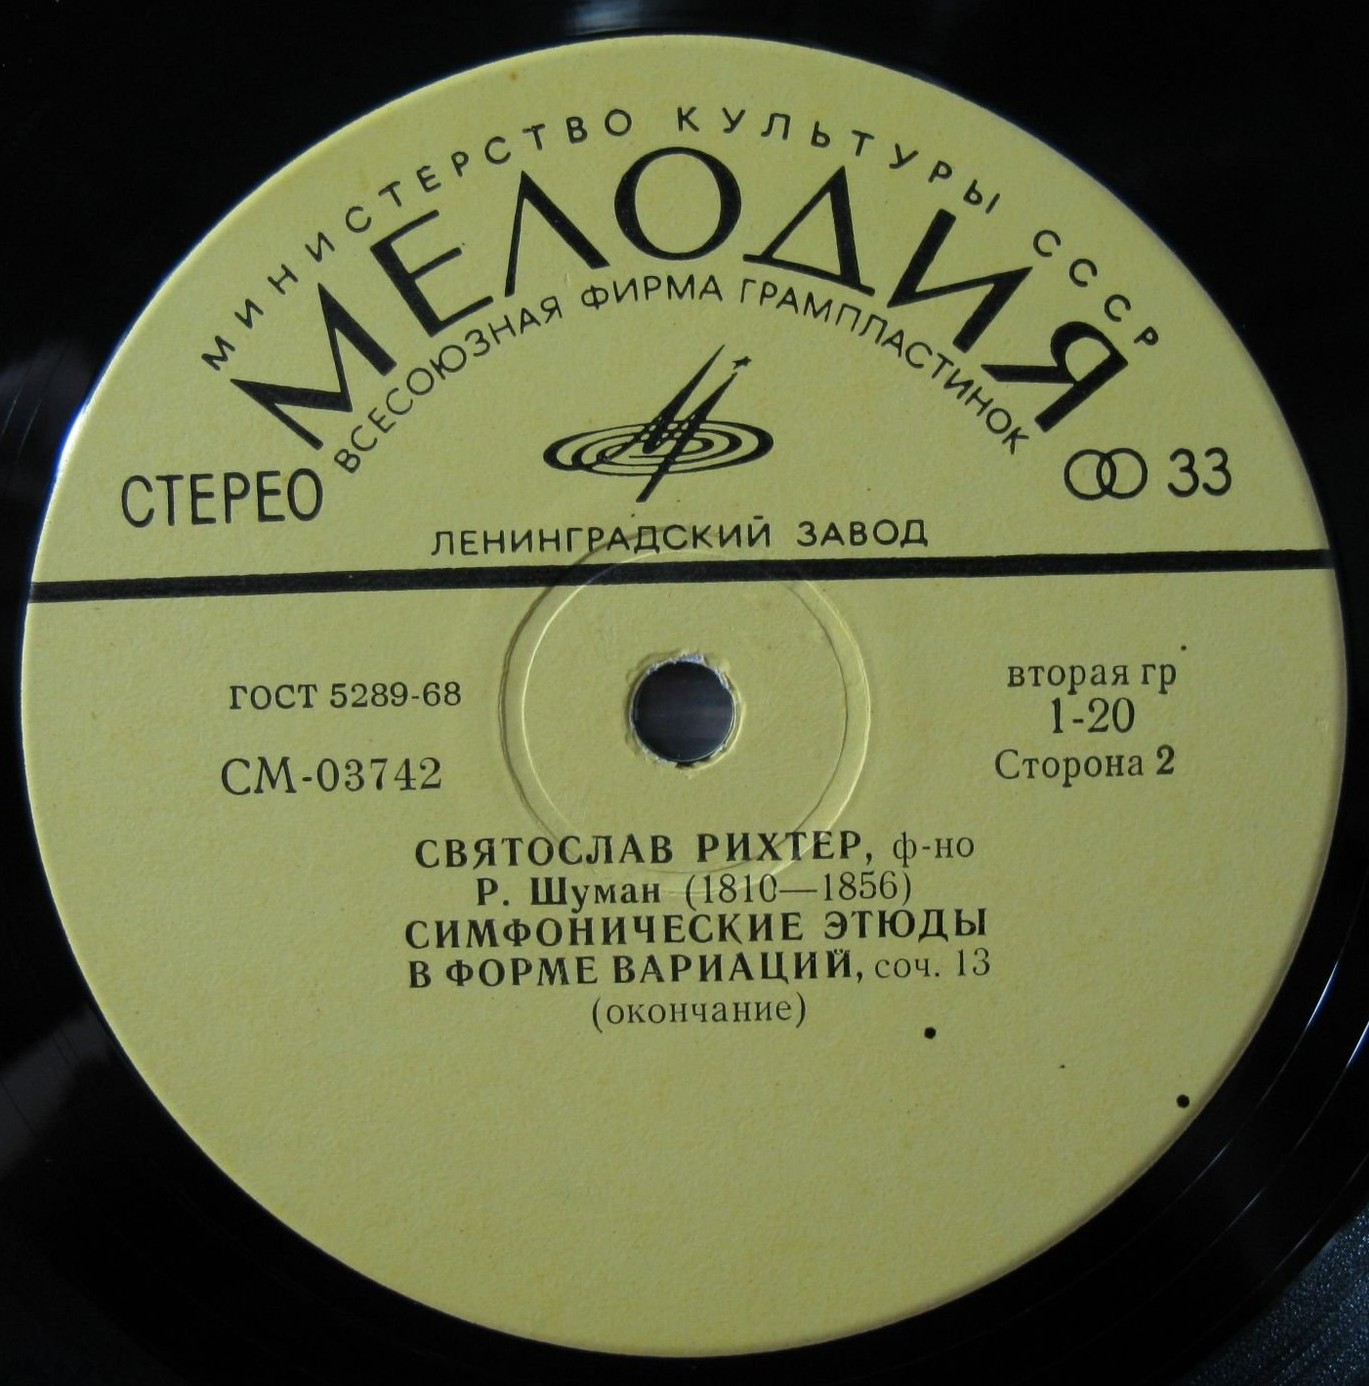 МИНИСТЕРСТВО КУЛЬТУРЫ СССР
МЕЛОДИЯ
ВСЕСОЮЗНАЯ ФИРМА ГРАМПЛАСТИНОК
СТЕРЕО
33
ЛЕНИНГРАДСКИЙ ЗАВОД
ГОСТ 5289-68
СМ-03742
вторая гр
1-20
Сторона 2
СВЯТОСЛАВ РИХТЕР, ф-но
Р. Шуман (1810—1856)
СИМФОНИЧЕСКИЕ ЭТЮДЫ
В ФОРМЕ ВАРИАЦИЙ, соч. 13
(окончание)